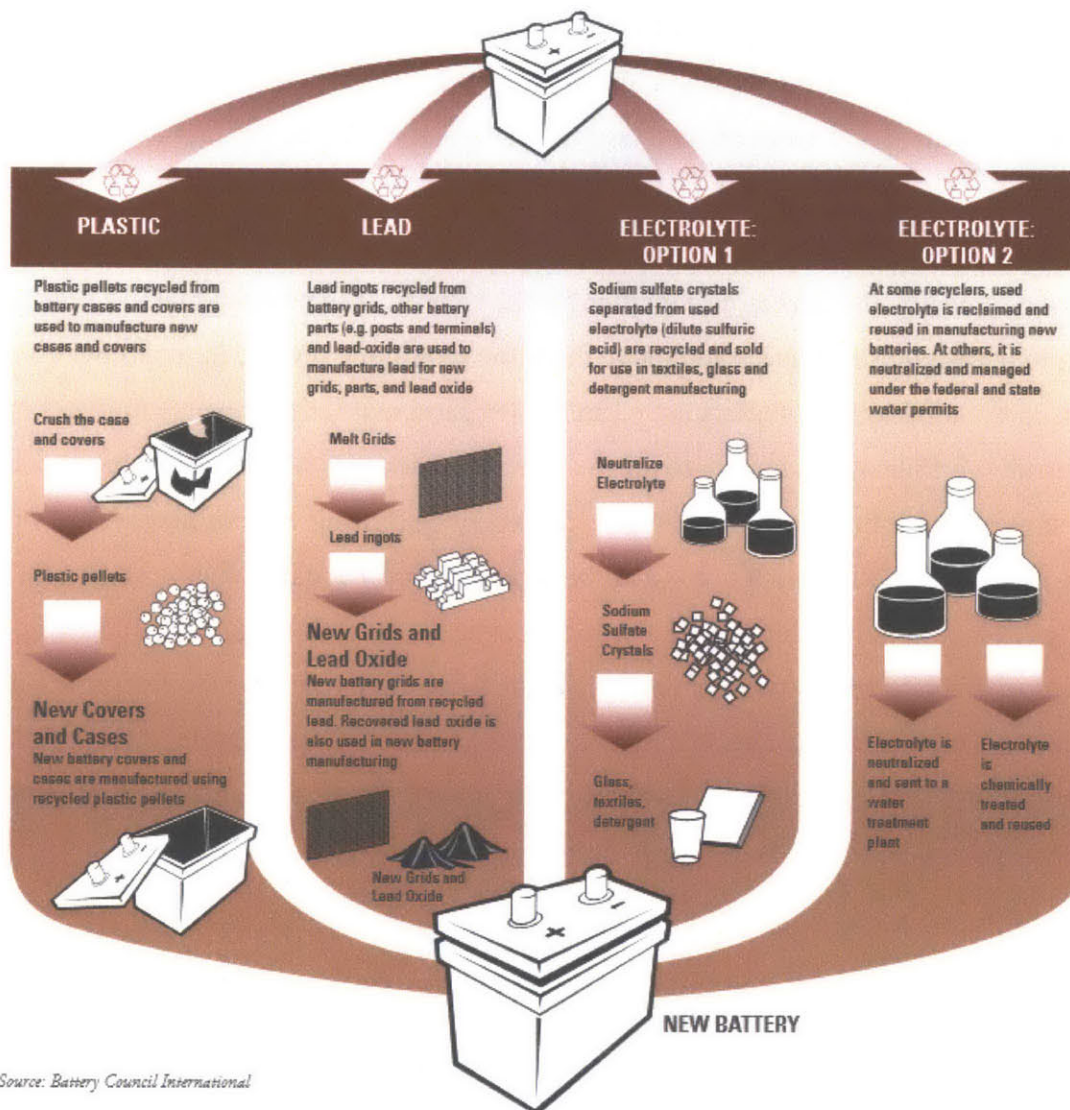 PLASTIC
Plastic pellets recycled from
battery cases and covers are
used to manufacture new
cases and covers
Crush the case
and covers
Plastic pellets
New Covers
and Cases
New battery covers and
cases are manufactured using
recycled plastic pellets
LEAD
Lead ingots recycled from
battery grids, other battery
parts (e.g. posts and terminals)
and lead-oxide are used to
manufacture lead for new
grids, parts, and lead oxide
Melt Grids
Lead ingots
New Grids and
Lead Oxide
New battery grids are
manufactured from recycled
lead. Recovered lead oxide is
also used in new battery
manufacturing
New Grids and
Lead Oxide
ELECTROLYTE:
OPTION 1
Sodium sulfate crystals
separated from used
electrolyte (dilute sulfuric
acid) are recycled and sold
for use in textiles, glass and
detergent manufacturing
Neutralize
Electrolyte
Sodium
Sulfate
Crystals
Glass,
textiles,
detergent
ELECTROLYTE:
OPTION 2
At some recyclers, used
electrolyte is reclaimed and
reused in manufacturing new
batteries. At others, it is
neutralized and managed
under the federal and state
water permits
Electrolyte is
neutralized
and sent to a
water
treatment
plant
Electrolyte
is
chemically
treated
and reused
NEW BATTERY
Source: Battery Council International